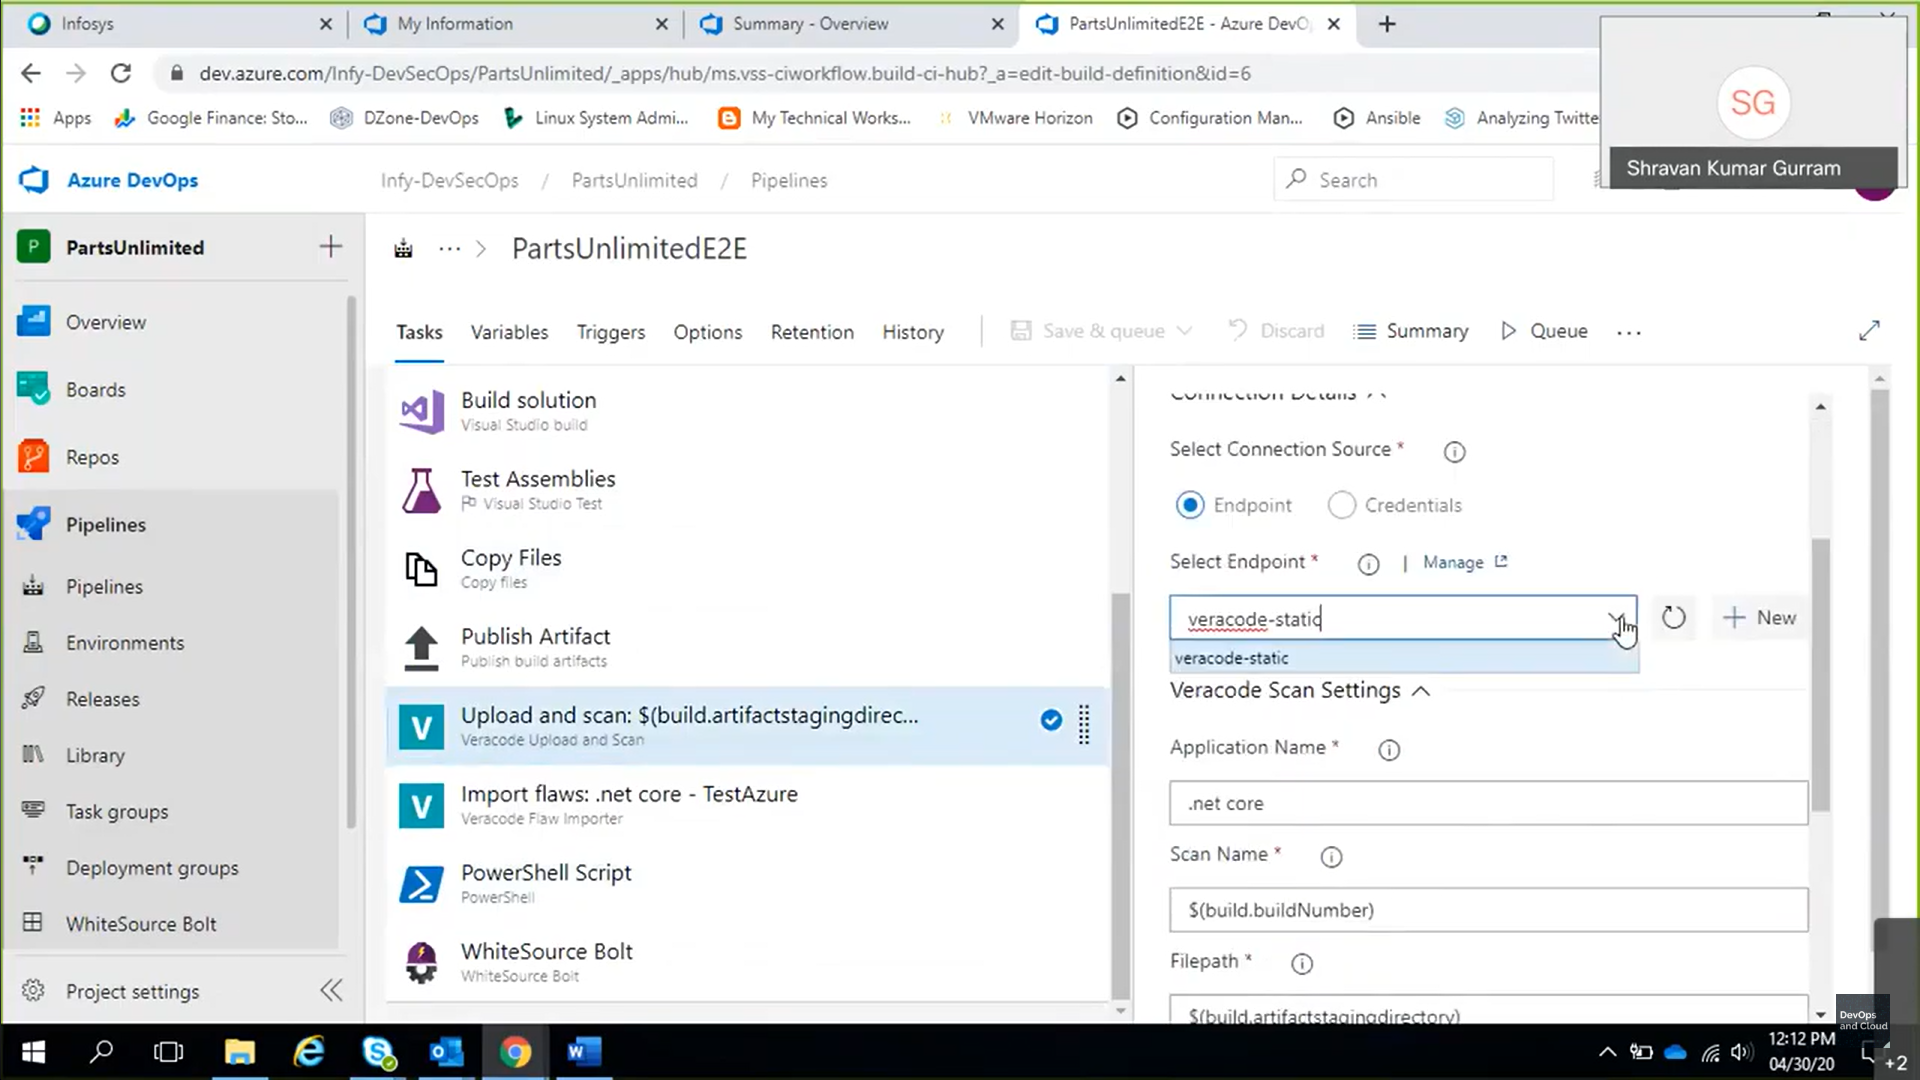 Infosys
My Information
Summary - Overview
PartsUnlimitedE2E - Azure DevO
dev.azure.com/Infy-DevSecOps/PartsUnlimited/_apps/hub/ms.vss-ciworkflow.build-ci-hub?_a=edit-build-definition&id=6
Apps
Google Finance: Sto...
DZone-DevOps
Linux System Admi...
My Technical Works...
VMware Horizon
Configuration Man...
Ansible
Analyzing Twitte
SG
Shravan Kumar Gurram
Azure DevOps
Infy-DevSecOps / PartsUnlimited / Pipelines
Search
P
PartsUnlimited
PartsUnlimitedE2E
Overview
Boards
Repos
Pipelines
Pipelines
Environments
Releases
Library
Task groups
Deployment groups
WhiteSource Bolt
Project settings
Tasks
Variables
Triggers
Options
Retention
History
Save & queue
Discard
Summary
Queue
Build solution
Visual Studio build
Test Assemblies
Visual Studio Test
Copy Files
Copy files
Publish Artifact
Publish build artifacts
V
Upload and scan: $(build.artifactstagingdirec...
Veracode Upload and Scan
V
Import flaws: .net core - TestAzure
Veracode Flaw Importer
PowerShell Script
PowerShell
WhiteSource Bolt
WhiteSource Bolt
Connection Details
Select Connection Source *
Endpoint
Credentials
Select Endpoint *
| Manage
veracode-static
New
veracode-static
Veracode Scan Settings
Application Name *
.net core
Scan Name *
$(build.buildNumber)
Filepath *
$(build.artifactstagingdirectory)
DevOps
and Cloud
12:12 PM
04/30/20
+2